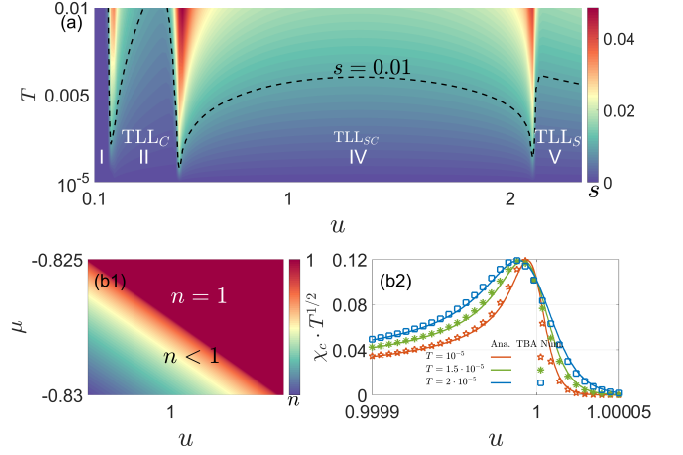 (a)
0.01
0.005
10^-5
T
s = 0.01
TLL_C
TLL_SC
TLL_S
I
II
IV
V
0.1
1
2
u
0.04
0.02
0
s
(b1)
-0.825
-0.83
μ
n = 1
n < 1
1
u
1
0
n
(b2)
0.12
0.08
0.04
0
χ_c · T^1/2
Ans. TBA Num.
T = 10^-5
T = 1.5 · 10^-5
T = 2 · 10^-5
0.9999
1
1.00005
u